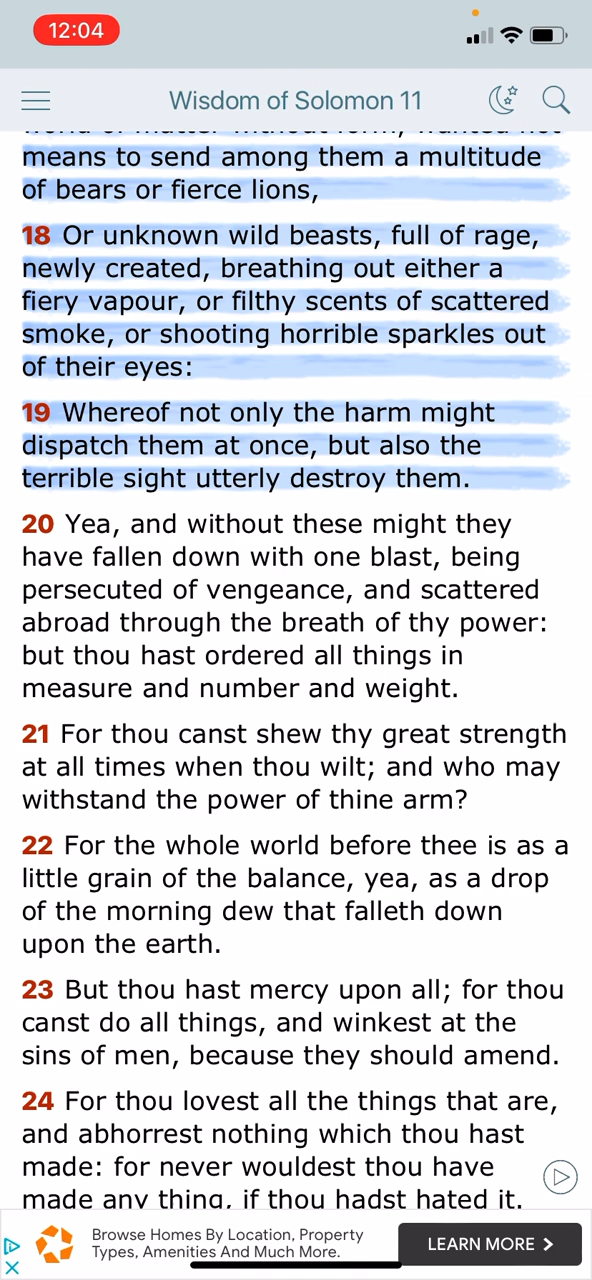 12:04
Wisdom of Solomon 11
world of matter without form, wanted not
means to send among them a multitude
of bears or fierce lions,
18 Or unknown wild beasts, full of rage,
newly created, breathing out either a
fiery vapour, or filthy scents of scattered
smoke, or shooting horrible sparkles out
of their eyes:
19 Whereof not only the harm might
dispatch them at once, but also the
terrible sight utterly destroy them.
20 Yea, and without these might they
have fallen down with one blast, being
persecuted of vengeance, and scattered
abroad through the breath of thy power:
but thou hast ordered all things in
measure and number and weight.
21 For thou canst shew thy great strength
at all times when thou wilt; and who may
withstand the power of thine arm?
22 For the whole world before thee is as a
little grain of the balance, yea, as a drop
of the morning dew that falleth down
upon the earth.
23 But thou hast mercy upon all; for thou
canst do all things, and winkest at the
sins of men, because they should amend.
24 For thou lovest all the things that are,
and abhorrest nothing which thou hast
made: for never wouldest thou have
made any thing, if thou hadst hated it.
Browse Homes By Location, Property
Types, Amenities And Much More.
LEARN MORE